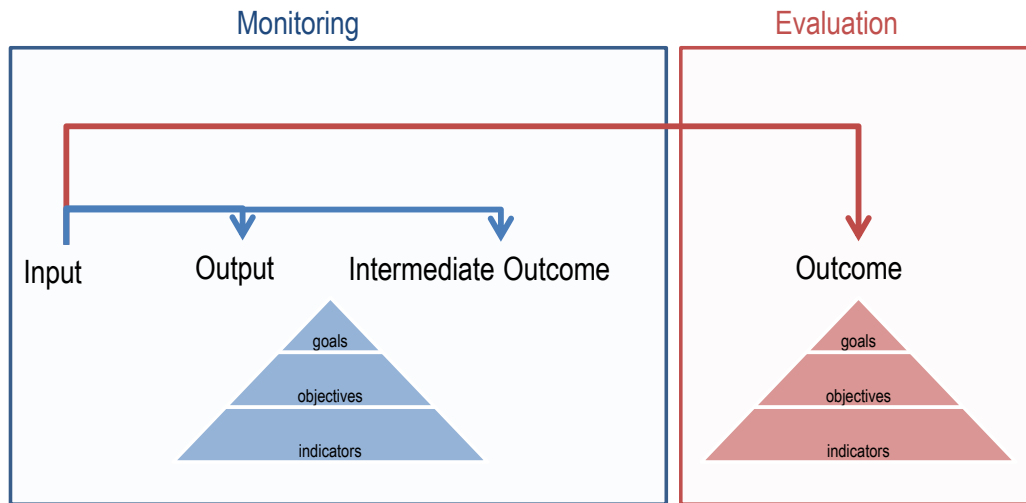 Monitoring
Evaluation
Input
Output
Intermediate Outcome
Outcome
goals
objectives
indicators
goals
objectives
indicators